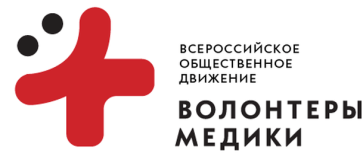 ВСЕРОССИЙСКОЕ
ОБЩЕСТВЕННОЕ
ДВИЖЕНИЕ
ВОЛОНТЕРЫ
МЕДИКИ